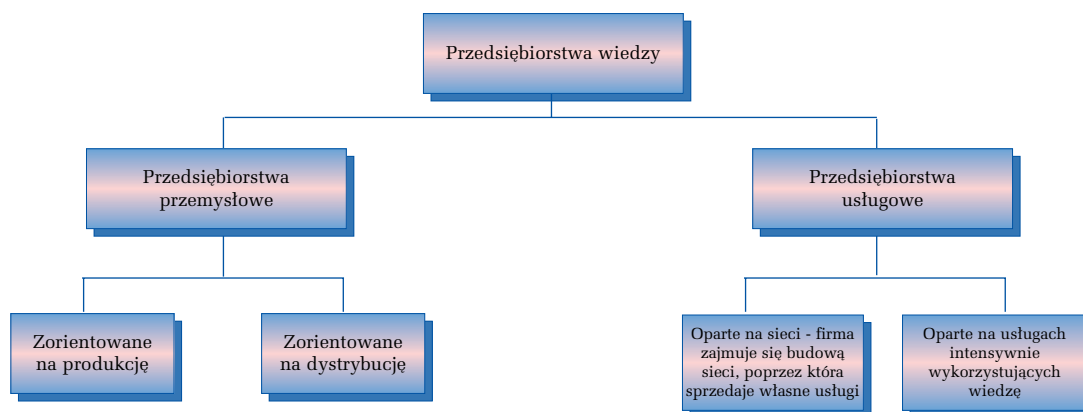 Przedsiębiorstwa wiedzy
Przedsiębiorstwa
przemysłowe
Przedsiębiorstwa
usługowe
Zorientowane
na produkcję
Zorientowane
na dystrybucję
Oparte na sieci - firma
zajmuje się budową
sieci, poprzez która
sprzedaje własne usługi
Oparte na usługach
intensywnie
wykorzystujących
wiedzę